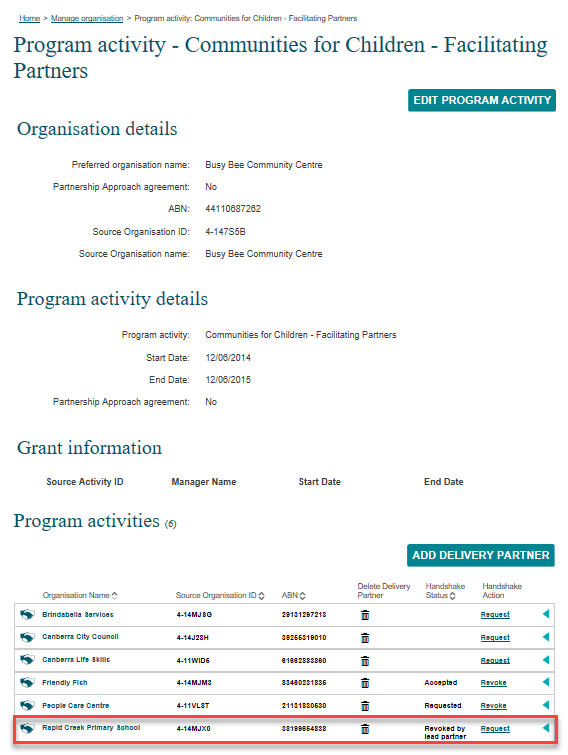 Home > Manage organisation > Program activity: Communities for Children - Facilitating Partners
Program activity - Communities for Children - Facilitating
Partners
EDIT PROGRAM ACTIVITY
Organisation details
Preferred organisation name: Busy Bee Community Centre
Partnership Approach agreement: No
ABN: 44110687262
Source Organisation ID: 4-147S5B
Source Organisation name: Busy Bee Community Centre
Program activity details
Program activity: Communities for Children - Facilitating Partners
Start Date: 12/06/2014
End Date: 12/06/2015
Partnership Approach agreement: No
Grant information
Source Activity ID Manager Name Start Date End Date
Program activities (6)
ADD DELIVERY PARTNER
Organisation Name Source Organisation ID ABN Delete Delivery Partner Handshake Status Handshake Action
Brindabella Services 4-14MJ8G 29131297213 Request
Canberra City Council 4-14J28H 39255319010 Request
Canberra Life Skills 4-11WID5 61662833860 Request
Friendly Fish 4-14MJM3 83460231835 Accepted Revoke
People Care Centre 4-11VL8T 21131830530 Requested Revoke
Rapid Creek Primary School 4-14MJX0 38199654833 Revoked by lead partner Request